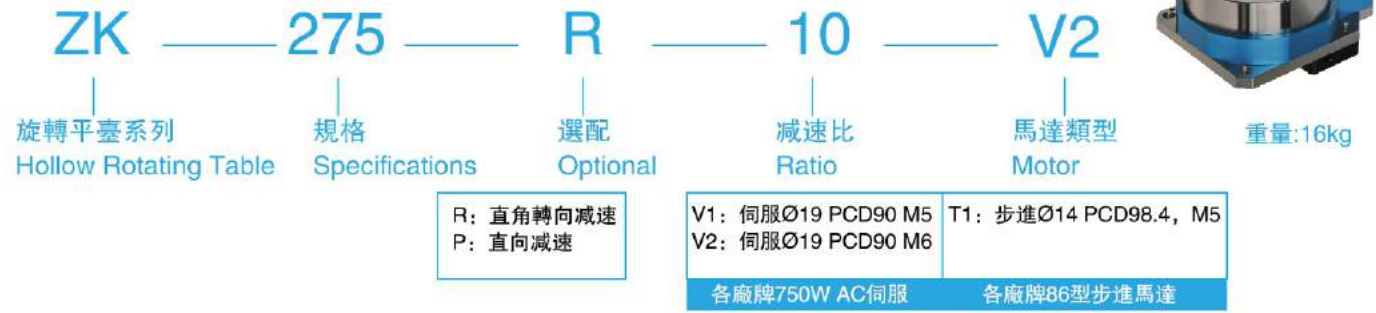 ZK — 275 — R — 10 — V2
旋轉平臺系列 規格 選配 减速比 馬達類型 重量:16kg
Hollow Rotating Table Specifications Optional Ratio Motor
R：直角轉向减速 V1：伺服Ø19 PCD90 M5 T1：步進Ø14 PCD98.4，M5
P：直向减速 V2：伺服Ø19 PCD90 M6
各廠牌750W AC伺服 各廠牌86型步進馬達